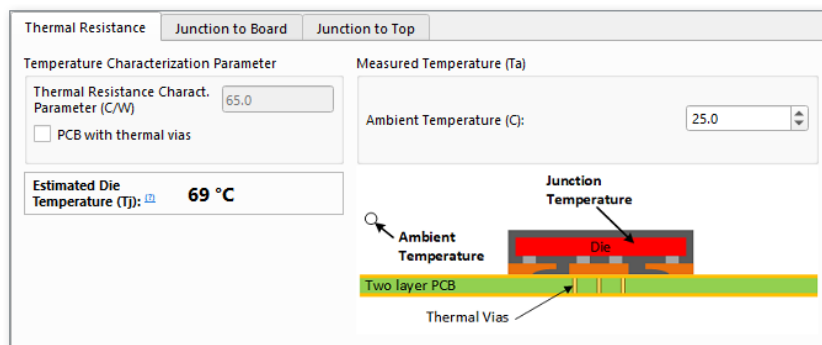 Thermal Resistance
Junction to Board
Junction to Top
Temperature Characterization Parameter
Thermal Resistance Charact.
Parameter (C/W)
65.0
PCB with thermal vias
Estimated Die
Temperature (Tj): [?]
69 °C
Measured Temperature (Ta)
Ambient Temperature (C):
25.0
Junction
Temperature
Ambient
Temperature
Die
Two layer PCB
Thermal Vias